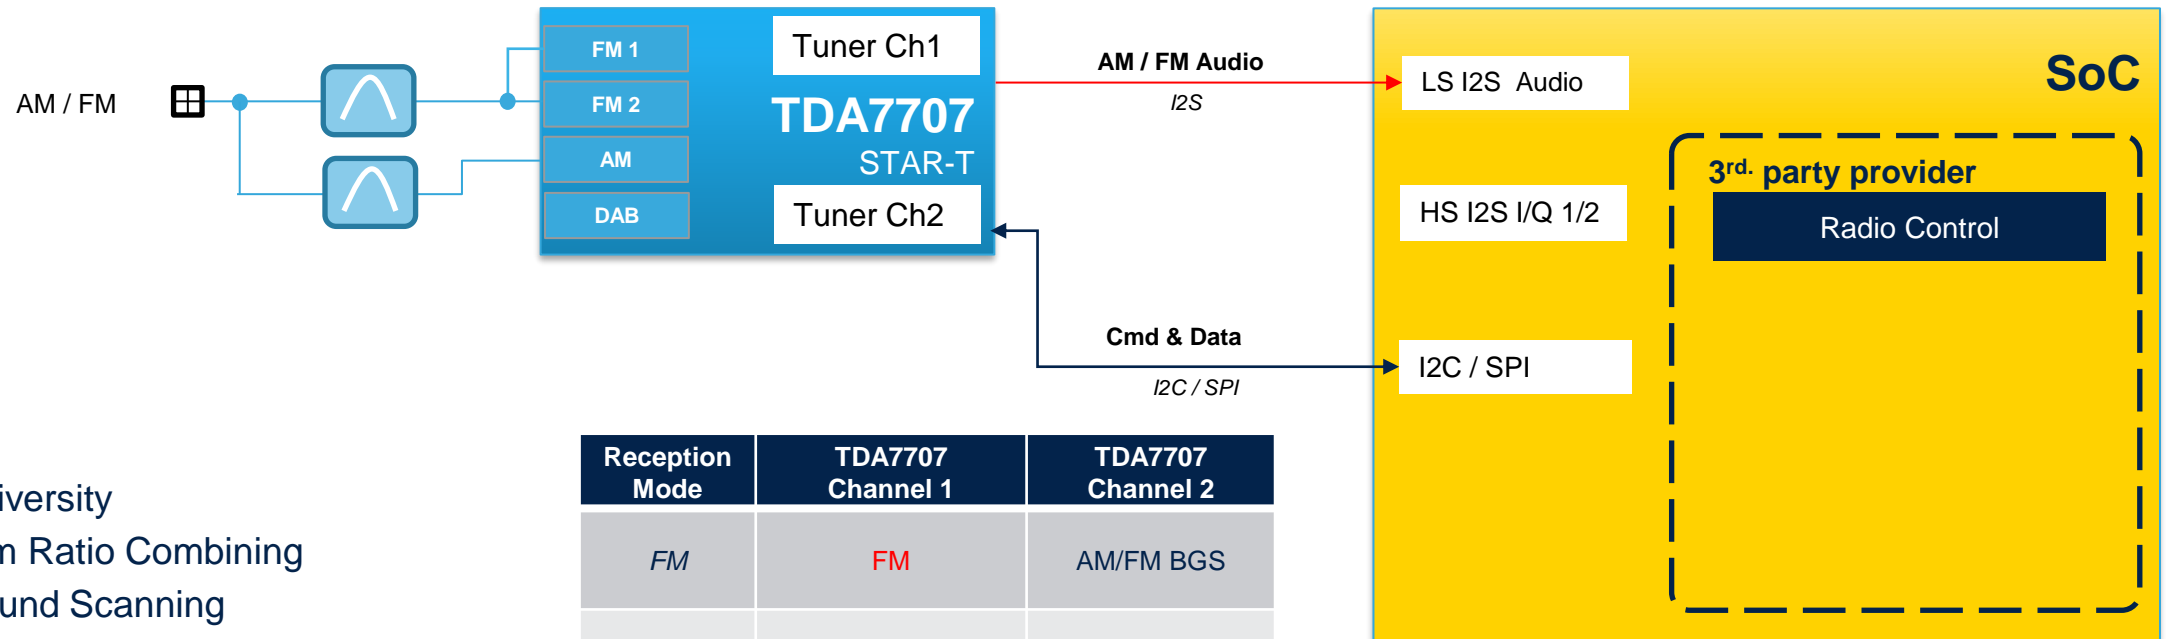 AM / FM
FM 1
FM 2
AM
DAB
Tuner Ch1
TDA7707
STAR-T
Tuner Ch2
AM / FM Audio
I2S
Cmd & Data
I2C / SPI
SoC
LS I2S Audio
HS I2S I/Q 1/2
I2C / SPI
3rd. party provider
Radio Control
Ratio Combining
Scanning
Reception Mode
TDA7707 Channel 1
TDA7707 Channel 2
FM
FM
AM/FM BGS